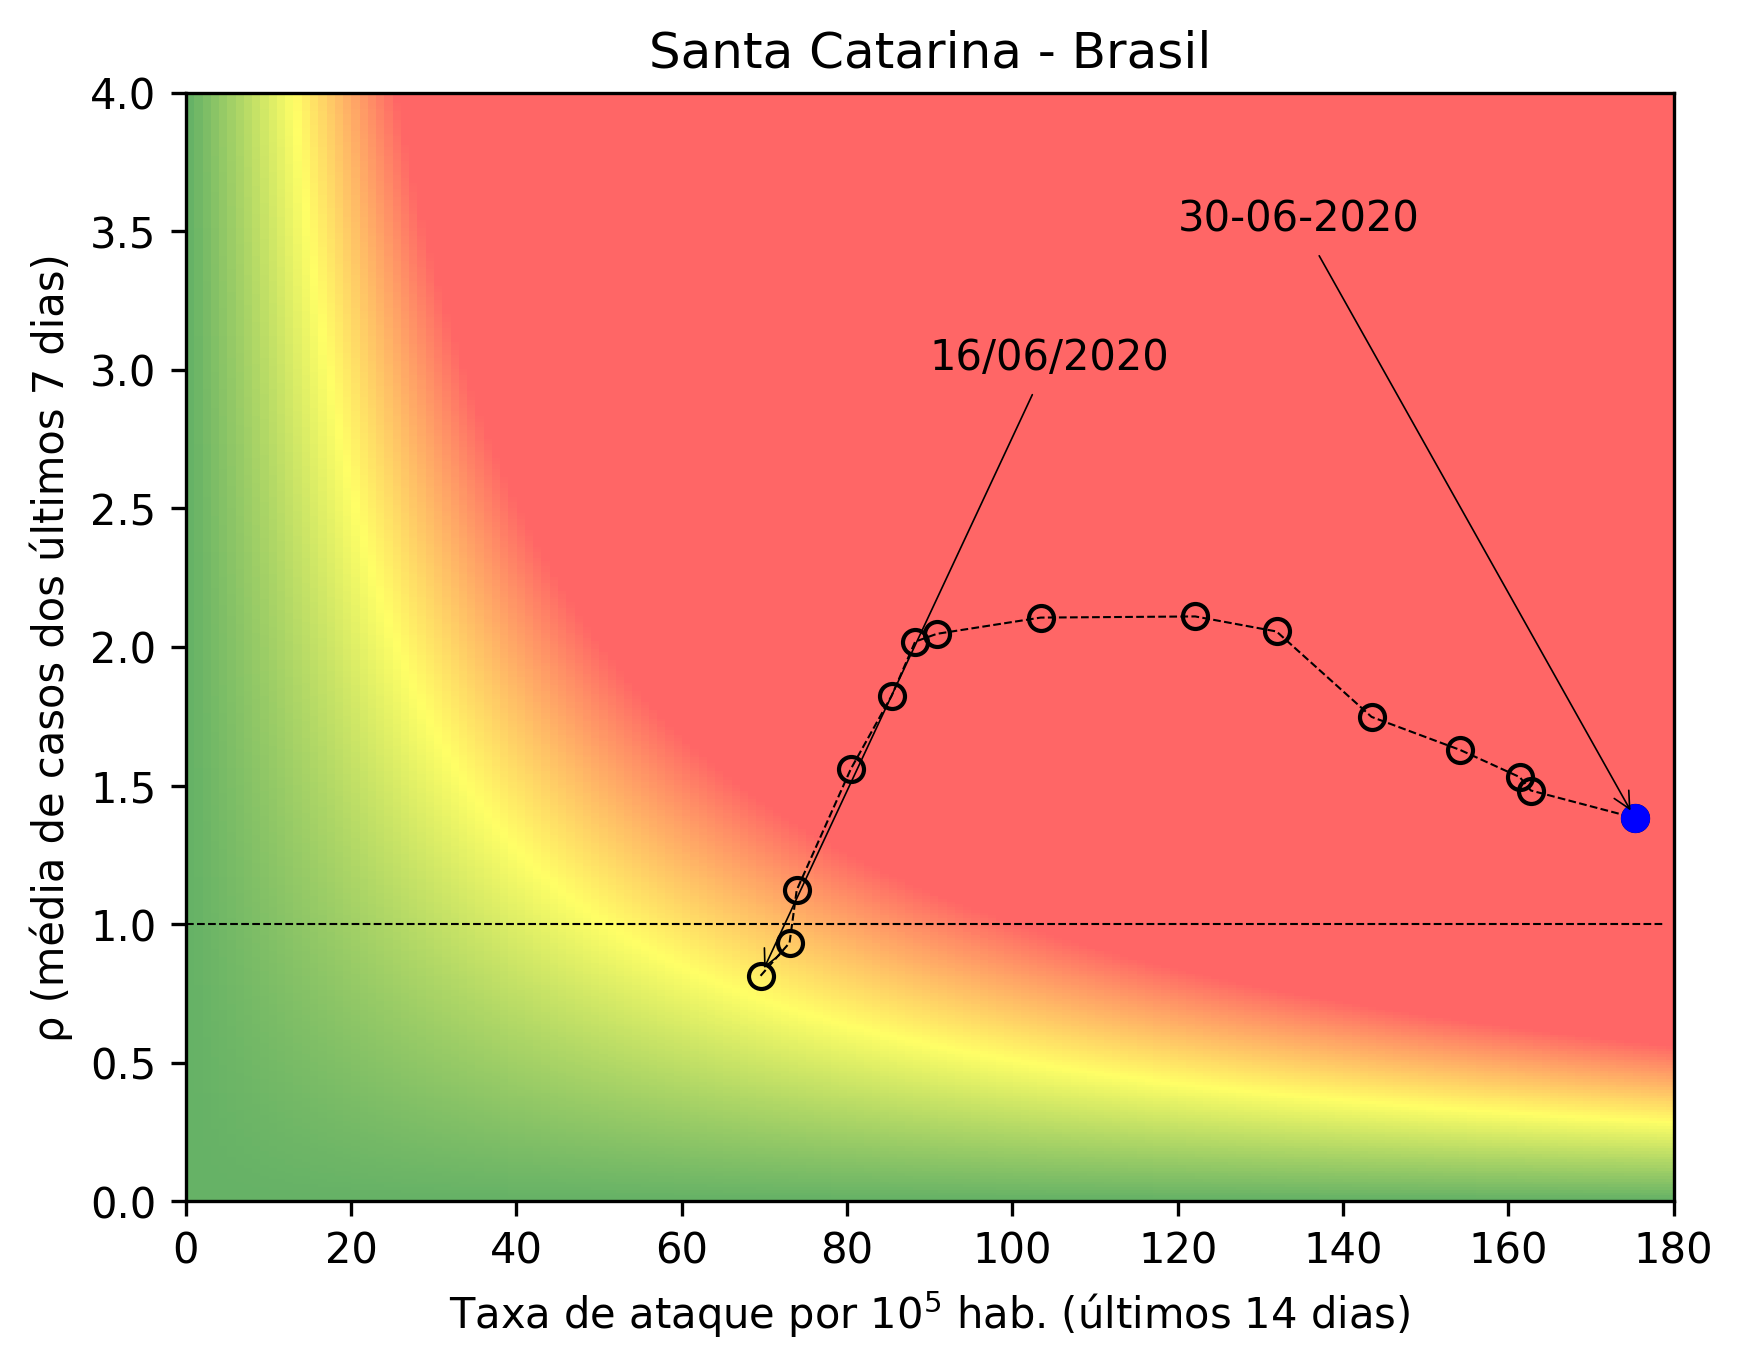 Santa Catarina - Brasil
4.0
3.5
3.0
2.5
2.0
1.5
1.0
0.5
0.0
ρ (média de casos dos últimos 7 dias)
30-06-2020
16/06/2020
0 20 40 60 80 100 120 140 160 180
Taxa de ataque por 10⁵ hab. (últimos 14 dias)